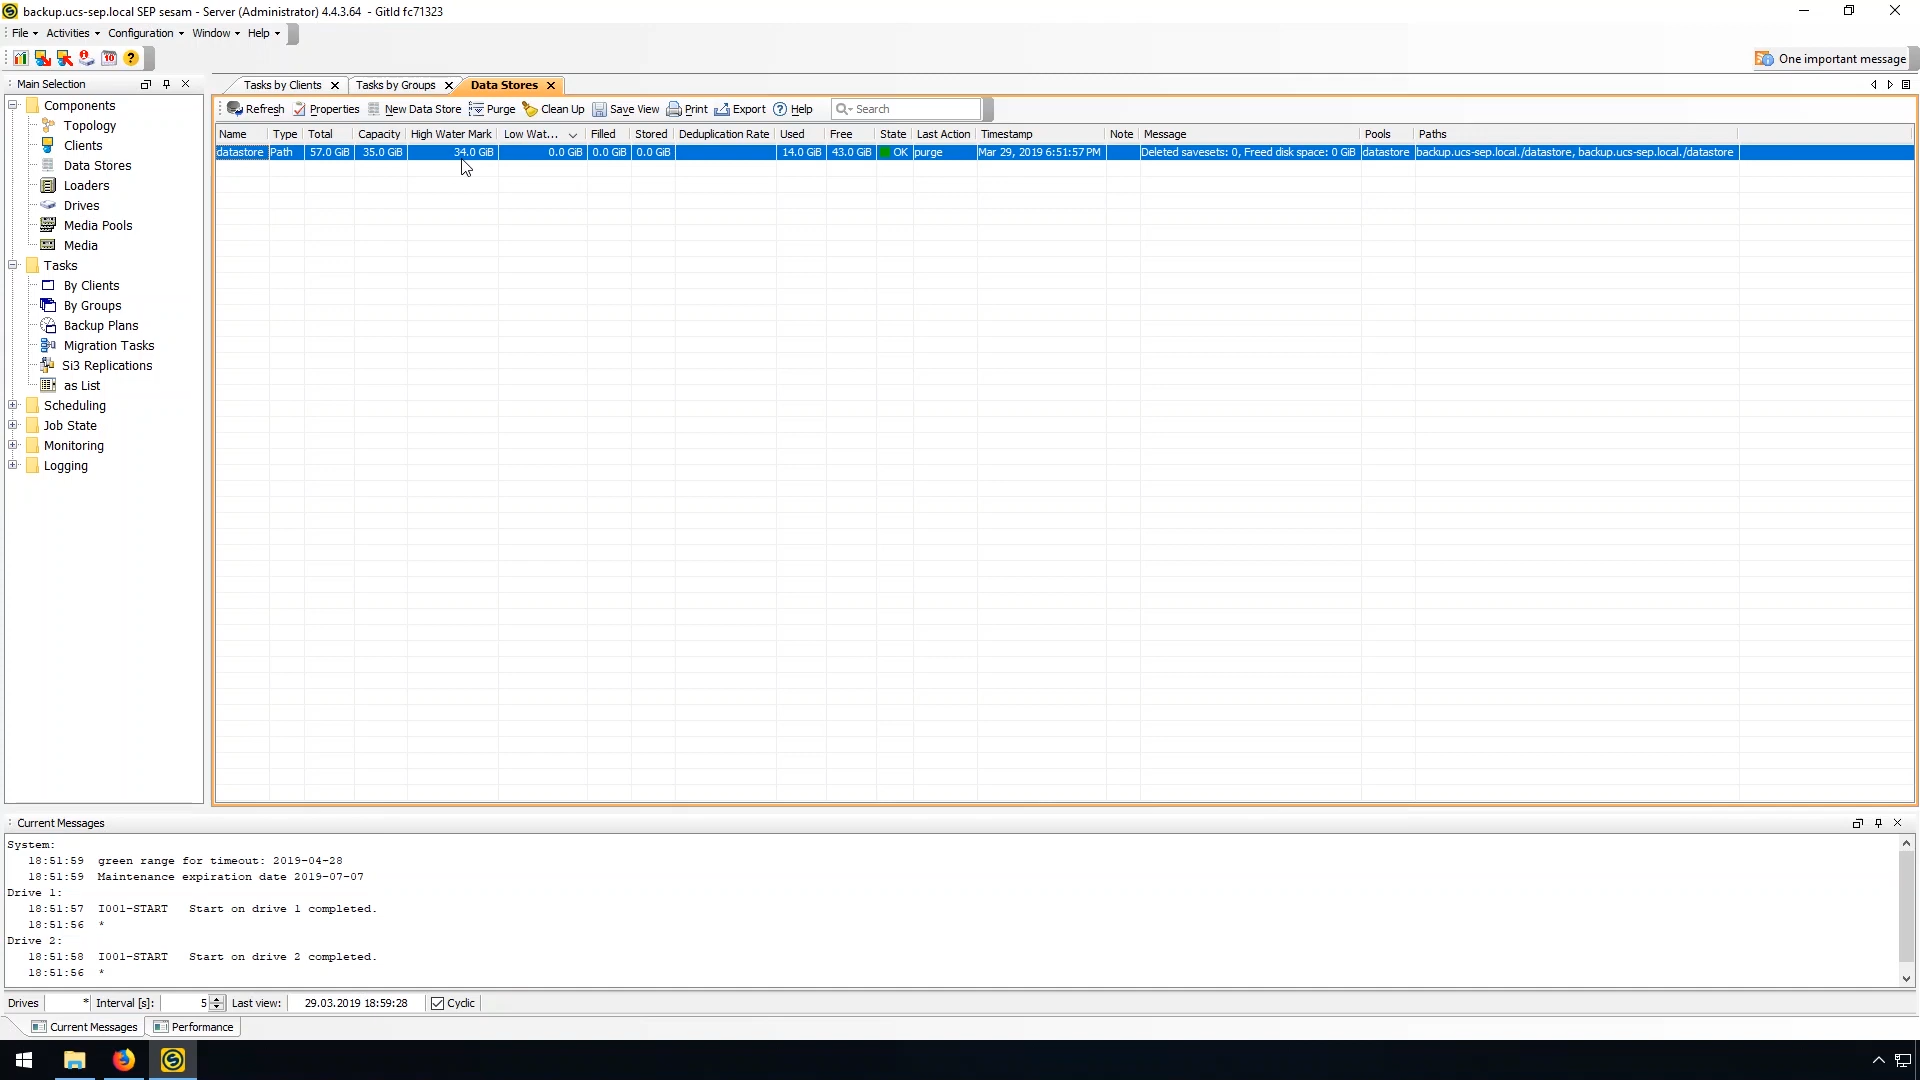 backup.ucs-sep.local SEP sesam - Server (Administrator) 4.4.3.64 - GitId fc71323
File Activities Configuration Window Help
10 ?
One important message
Main Selection
Tasks by Clients Tasks by Groups Data Stores
Refresh Properties New Data Store Purge Clean Up Save View Print Export Help Search
Name Type Total Capacity High Water Mark Low Wat... Filled Stored Deduplication Rate Used Free State Last Action Timestamp Note Message Pools Paths
datastore Path 57.0 GiB 35.0 GiB 34.0 GiB 0.0 GiB 0.0 GiB 0.0 GiB 14.0 GiB 43.0 GiB OK purge Mar 29, 2019 6:51:57 PM Deleted savesets: 0, Freed disk space: 0 GiB datastore backup.ucs-sep.local./datastore, backup.ucs-sep.local./datastore
Components
Topology
Clients
Data Stores
Loaders
Drives
Media Pools
Media
Tasks
By Clients
By Groups
Backup Plans
Migration Tasks
Si3 Replications
as List
Scheduling
Job State
Monitoring
Logging
Current Messages
System:
18:51:59 green range for timeout: 2019-04-28
18:51:59 Maintenance expiration date 2019-07-07
Drive 1:
18:51:57 I001-START Start on drive 1 completed.
18:51:56 *
Drive 2:
18:51:58 I001-START Start on drive 2 completed.
18:51:56 *
Drives * Interval [s]: 5 Last view: 29.03.2019 18:59:28 Cyclic
Current Messages Performance